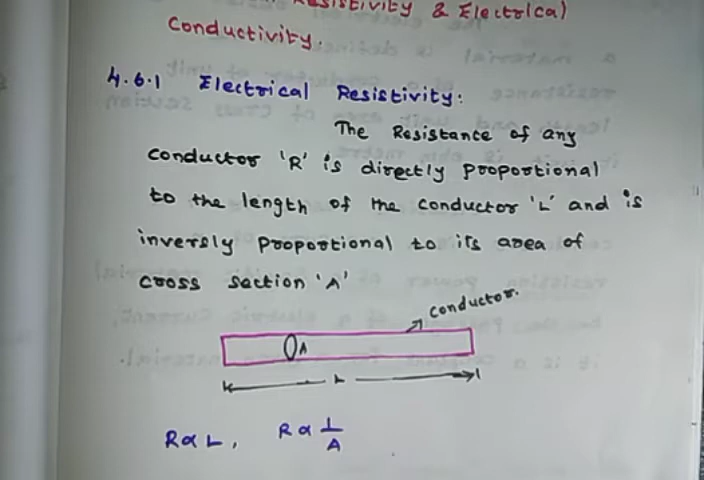 Resistivity & Electrical
Conductivity.
4.6.1 Electrical Resistivity:
The Resistance of any
conductor 'R' is directly proportional
to the length of the conductor 'L' and is
inversly proportional to its area of
cross section 'A'
conductor.
A
L
R ∝ L, R ∝ 1/A